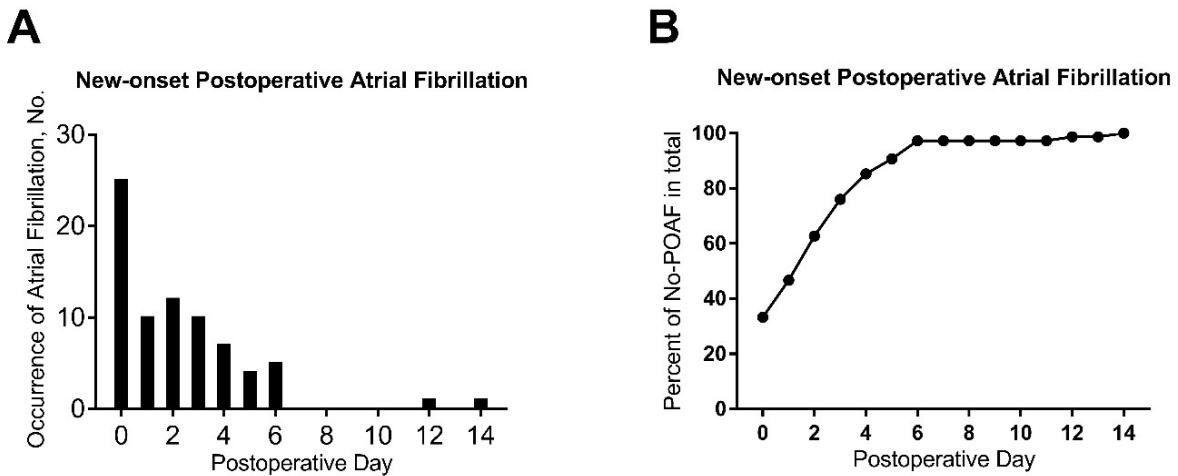 A
New-onset Postoperative Atrial Fibrillation
Occurrence of Atrial Fibrillation, No.
30
20
10
0
0 2 4 6 8 10 12 14
Postoperative Day
B
New-onset Postoperative Atrial Fibrillation
Percent of No-POAF in total
100
80
60
40
20
0
0 2 4 6 8 10 12 14
Postoperative Day